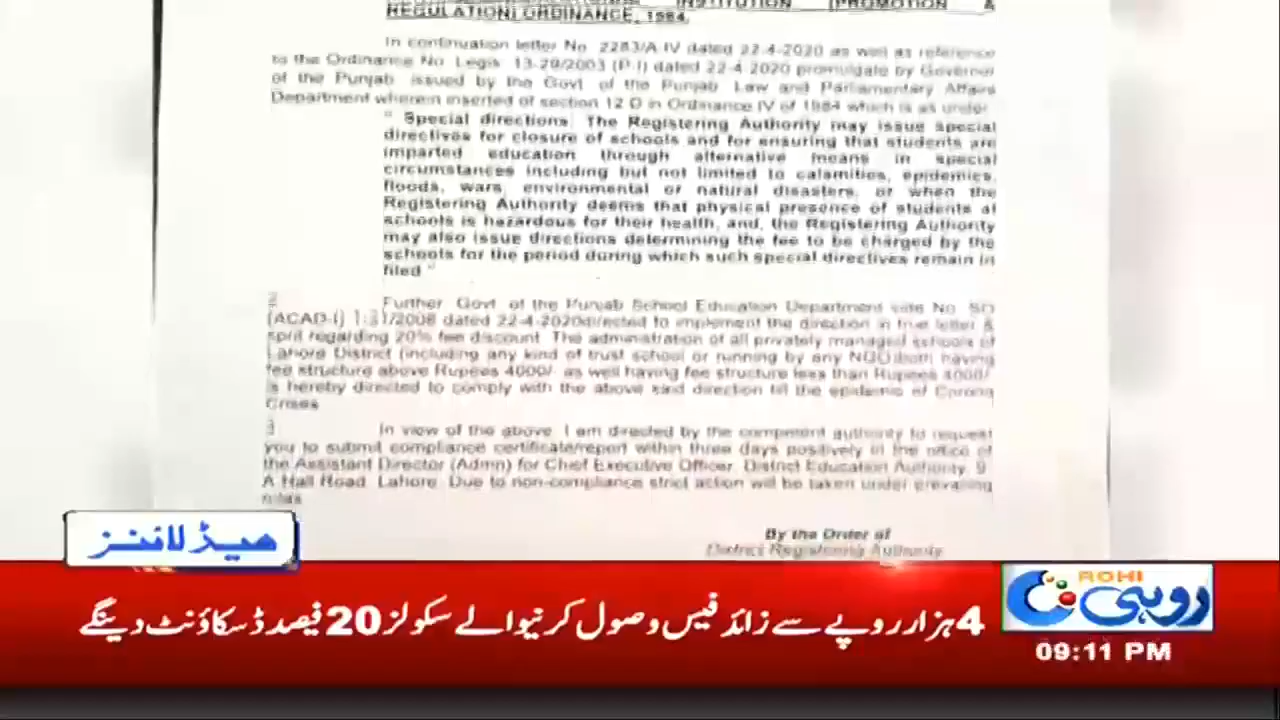 INSTITUTION (PROMOTION &
REGULATION) ORDINANCE, 1984.
In continuation letter No. 2283/A-IV dated 22-4-2020 as well as reference
to the Ordinance No. Legis. 13-29/2003 (P-I) dated 22-4-2020 promulgate by Governor
of the Punjab issued by the Govt of the Punjab Law and Parliamentary Affairs
Department wherein inserted of section 12 D in Ordinance IV of 1984 which is as under
" Special directions. The Registering Authority may issue special
directives for closure of schools and for ensuring that students are
imparted education through alternative means in special
circumstances including but not limited to calamities, epidemics,
floods, wars, environmental or natural disasters, or when the
Registering Authority deems that physical presence of students at
schools is hazardous for their health, and, the Registering Authority
may also issue directions determining the fee to be charged by the
schools for the period during which such special directives remain in
filed "
2 Further Govt of the Punjab School Education Department vide No. SO
(ACAD-I) 1-31/2008 dated 22-4-2020directed to implement the direction in true letter &
sprit regarding 20% fee discount. The administration of all privately managed schools of
Lahore District (including any kind of trust school or running by any NGO)both having
fee structure above Rupees 4000/- as well having fee structure less than Rupees 4000/-
is hereby directed to comply with the above said direction till the epidemic of Corona
Crises
3 In view of the above, I am directed by the competent authority to request
you to submit compliance certificate/report within three days positively in the office of
the Assistant Director (Admn) for Chief Executive Officer, District Education Authority, 9
A Hall Road, Lahore. Due to non-compliance strict action will be taken under prevailing
rules
By the Order of
District Registering Authority
ہیڈلائنز
4 ہزار روپے سے زائد فیس وصول کرنیوالے سکولز 20 فیصد ڈسکاؤنٹ دینگے
ROHI
روہی
09:11 PM